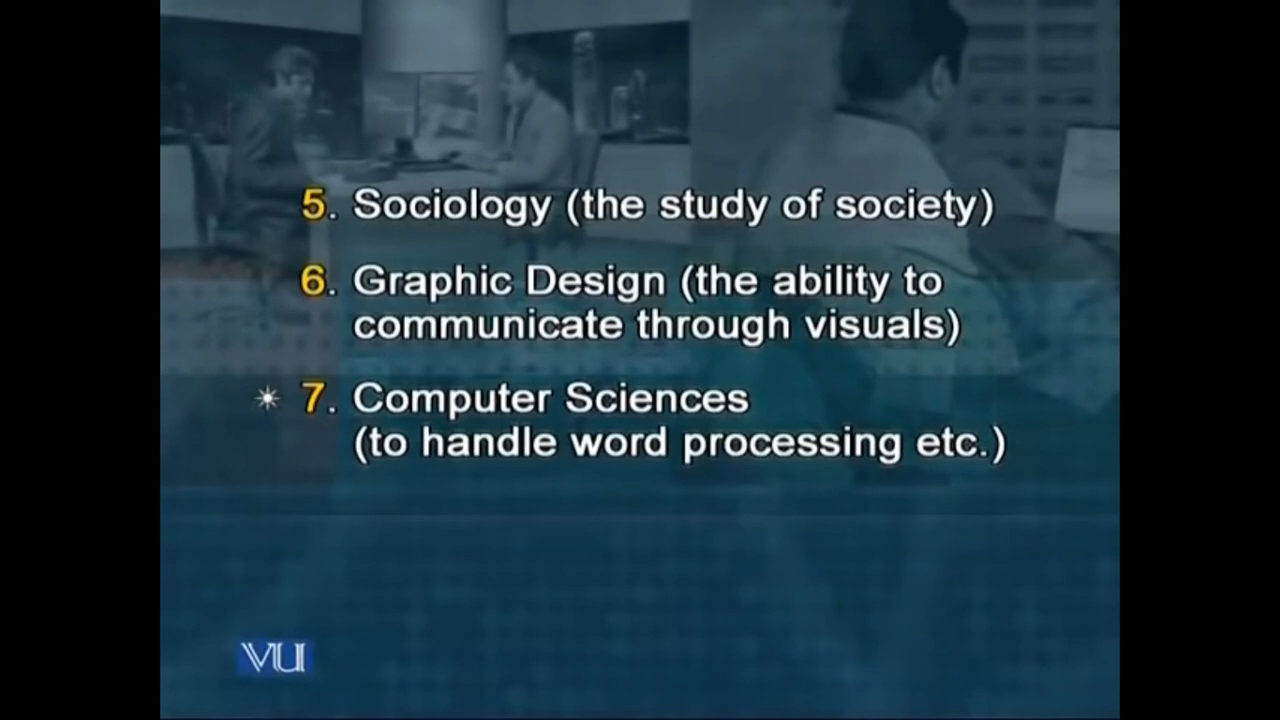 5. Sociology (the study of society)
6. Graphic Design (the ability to
communicate through visuals)
7. Computer Sciences
(to handle word processing etc.)
VU